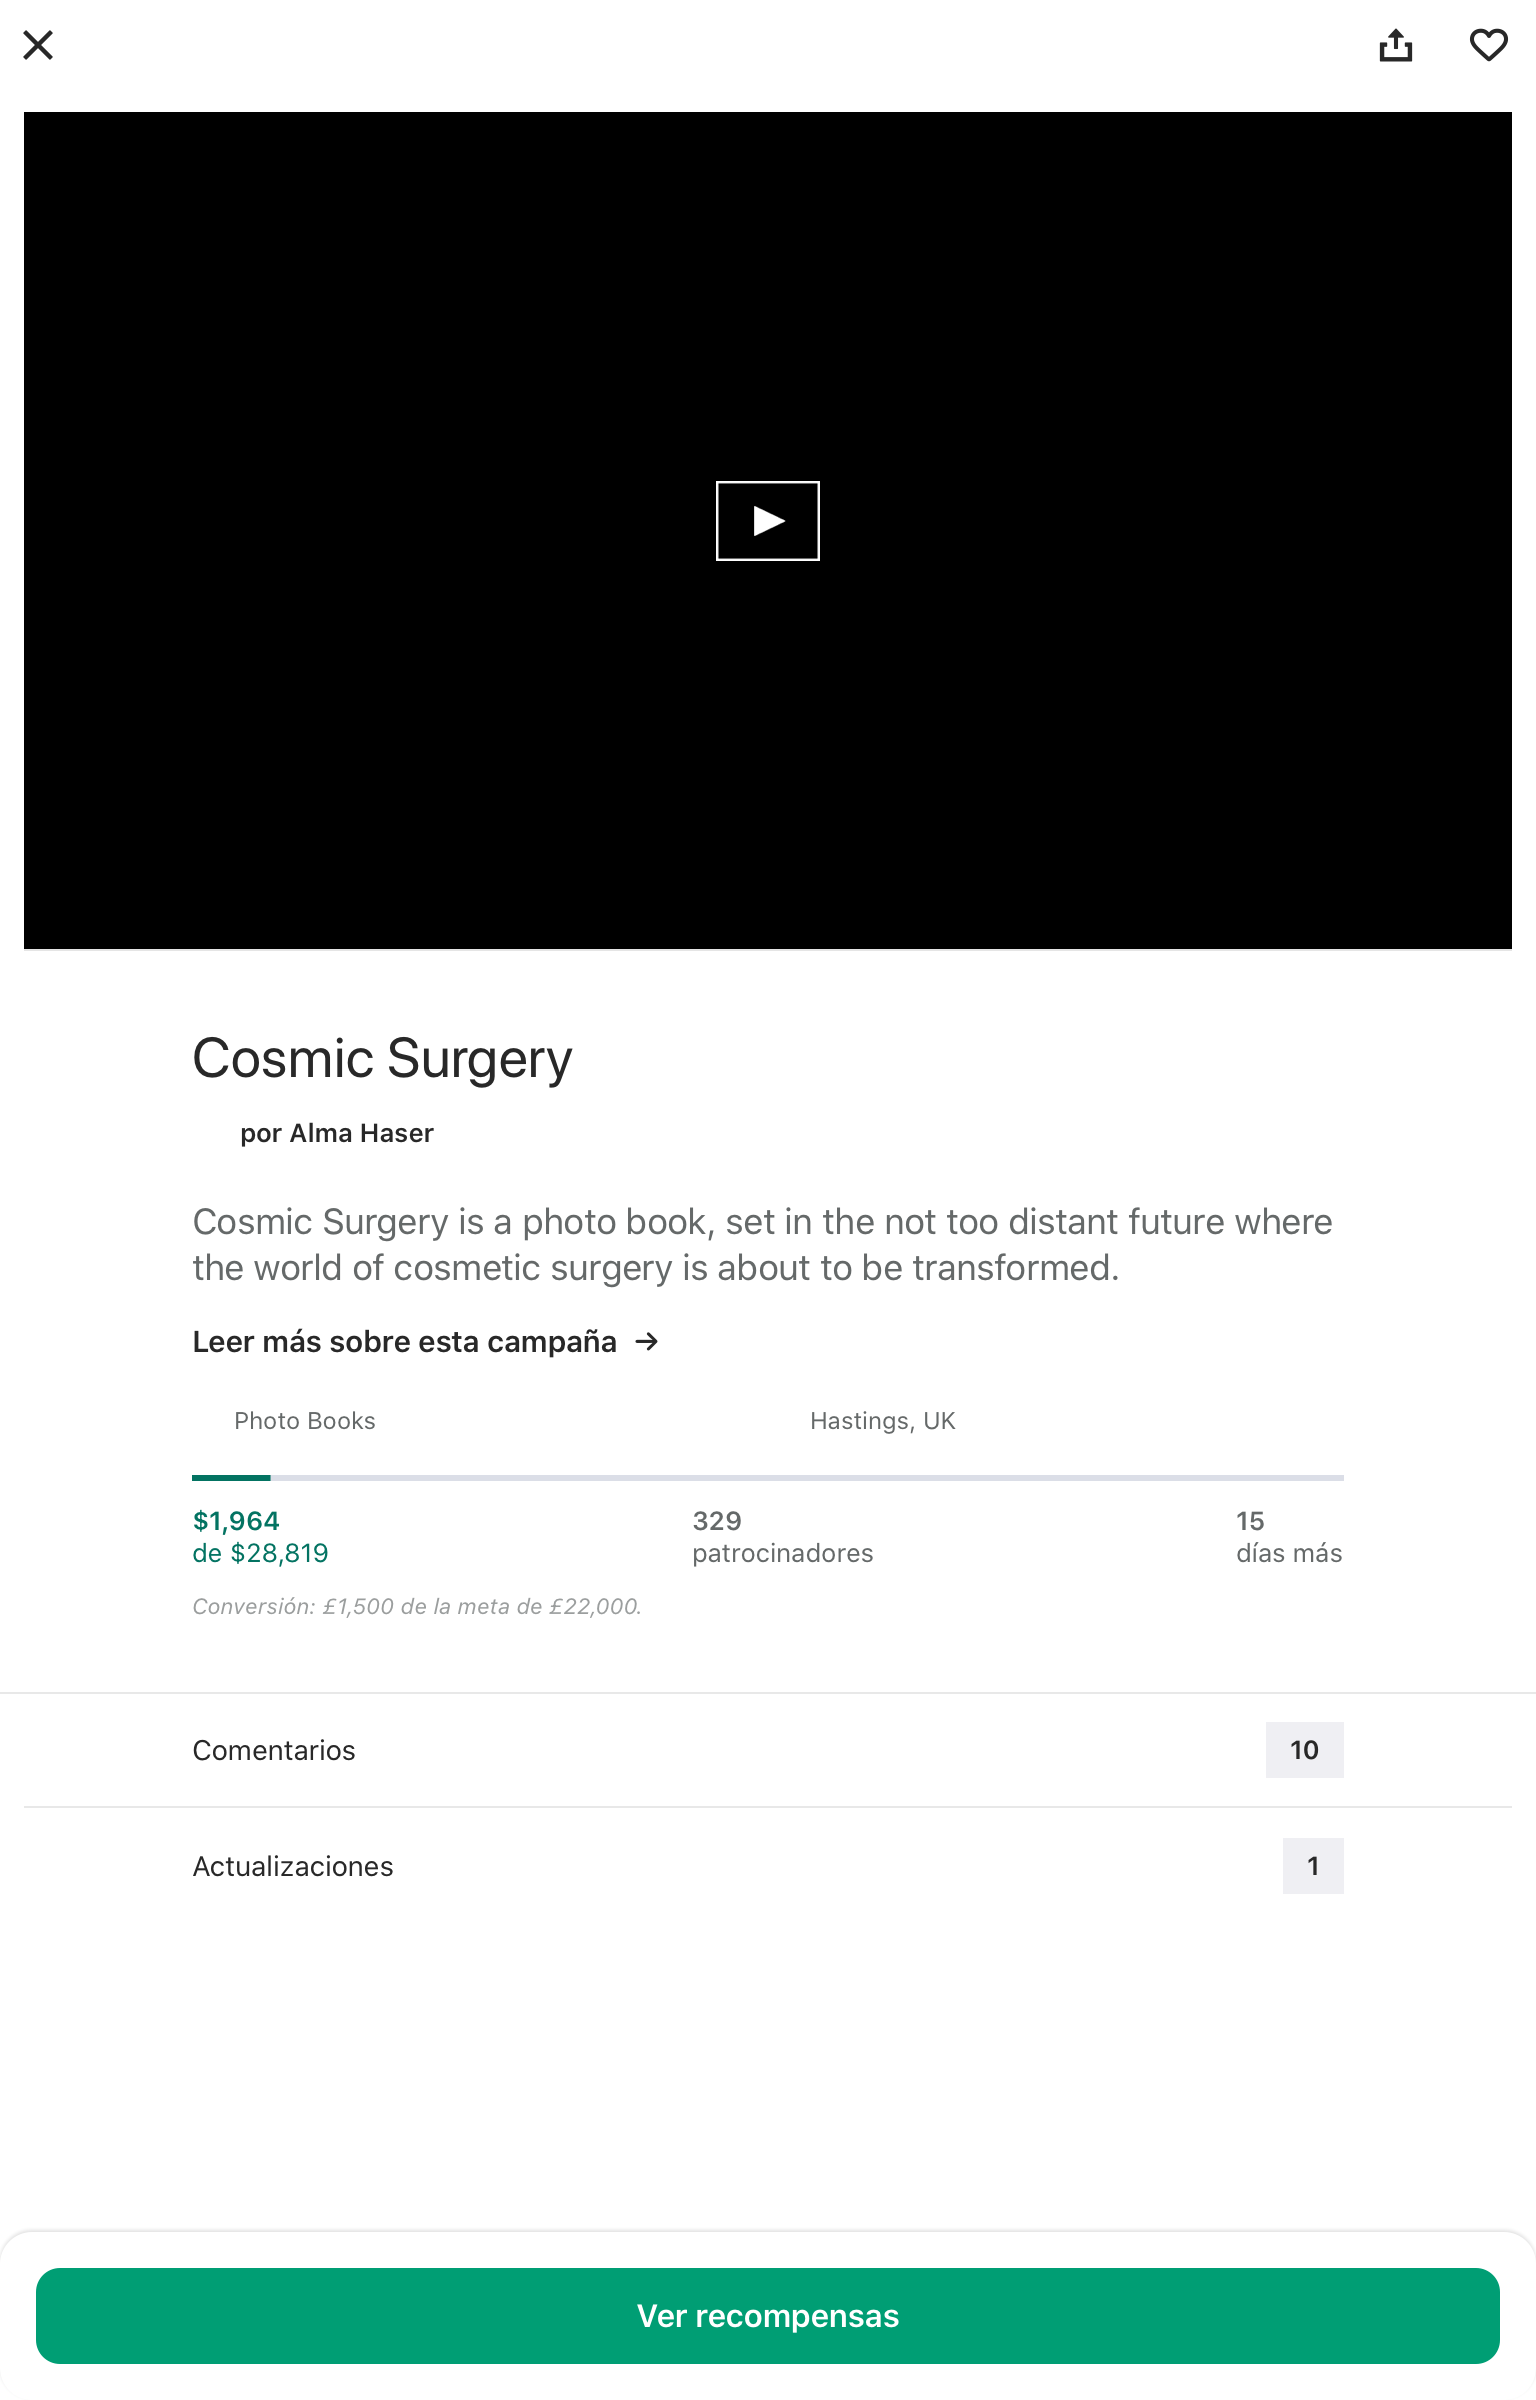 Cosmic Surgery
por Alma Haser
Cosmic Surgery is a photo book, set in the not too distant future where
the world of cosmetic surgery is about to be transformed.
Leer más sobre esta campaña →
Photo Books
Hastings, UK
$1,964
de $28,819
329
patrocinadores
15
días más
Conversión: £1,500 de la meta de £22,000.
Comentarios
10
Actualizaciones
1
Ver recompensas